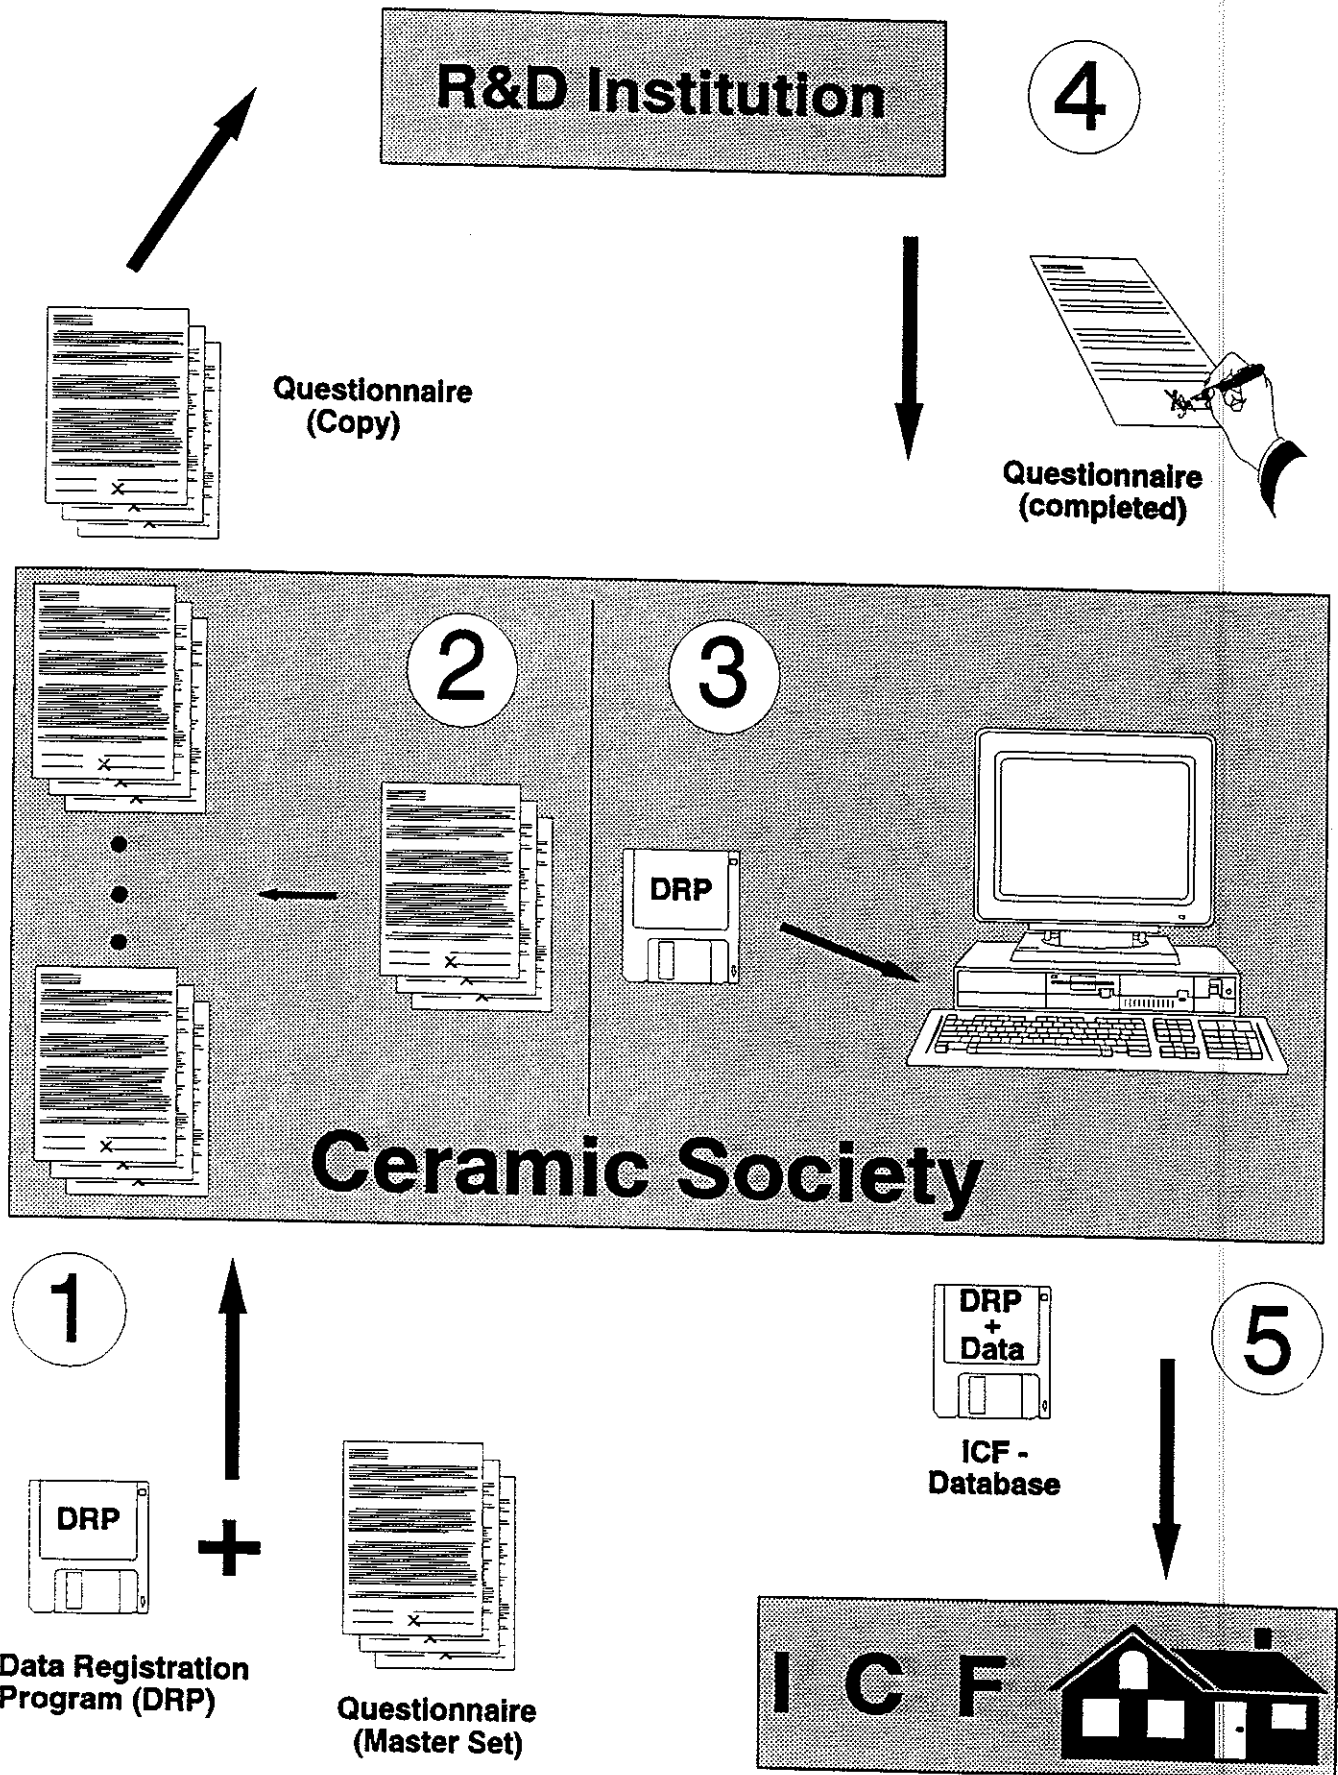 R&D Institution
4
Questionnaire
(Copy)
Questionnaire
(completed)
2
3
DRP
Ceramic Society
1
DRP
+
Data
5
ICF -
Database
DRP
+
Data Registration
Program (DRP)
Questionnaire
(Master Set)
I C F